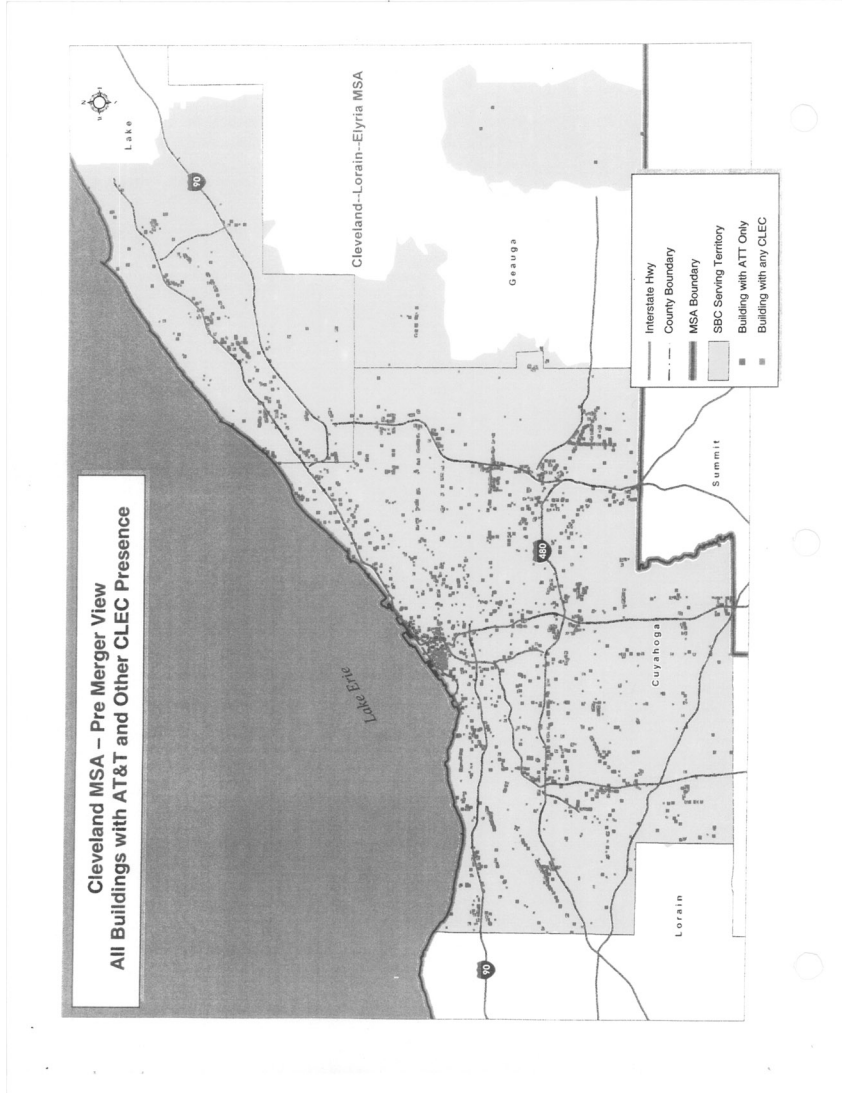 Cleveland MSA – Pre Merger View
All Buildings with AT&T and Other CLEC Presence
N
Lake
90
Cleveland--Lorain--Elyria MSA
Geauga
Lake Erie
480
Cuyahoga
Summit
90
Lorain
Interstate Hwy
County Boundary
MSA Boundary
SBC Serving Territory
Building with ATT Only
Building with any CLEC